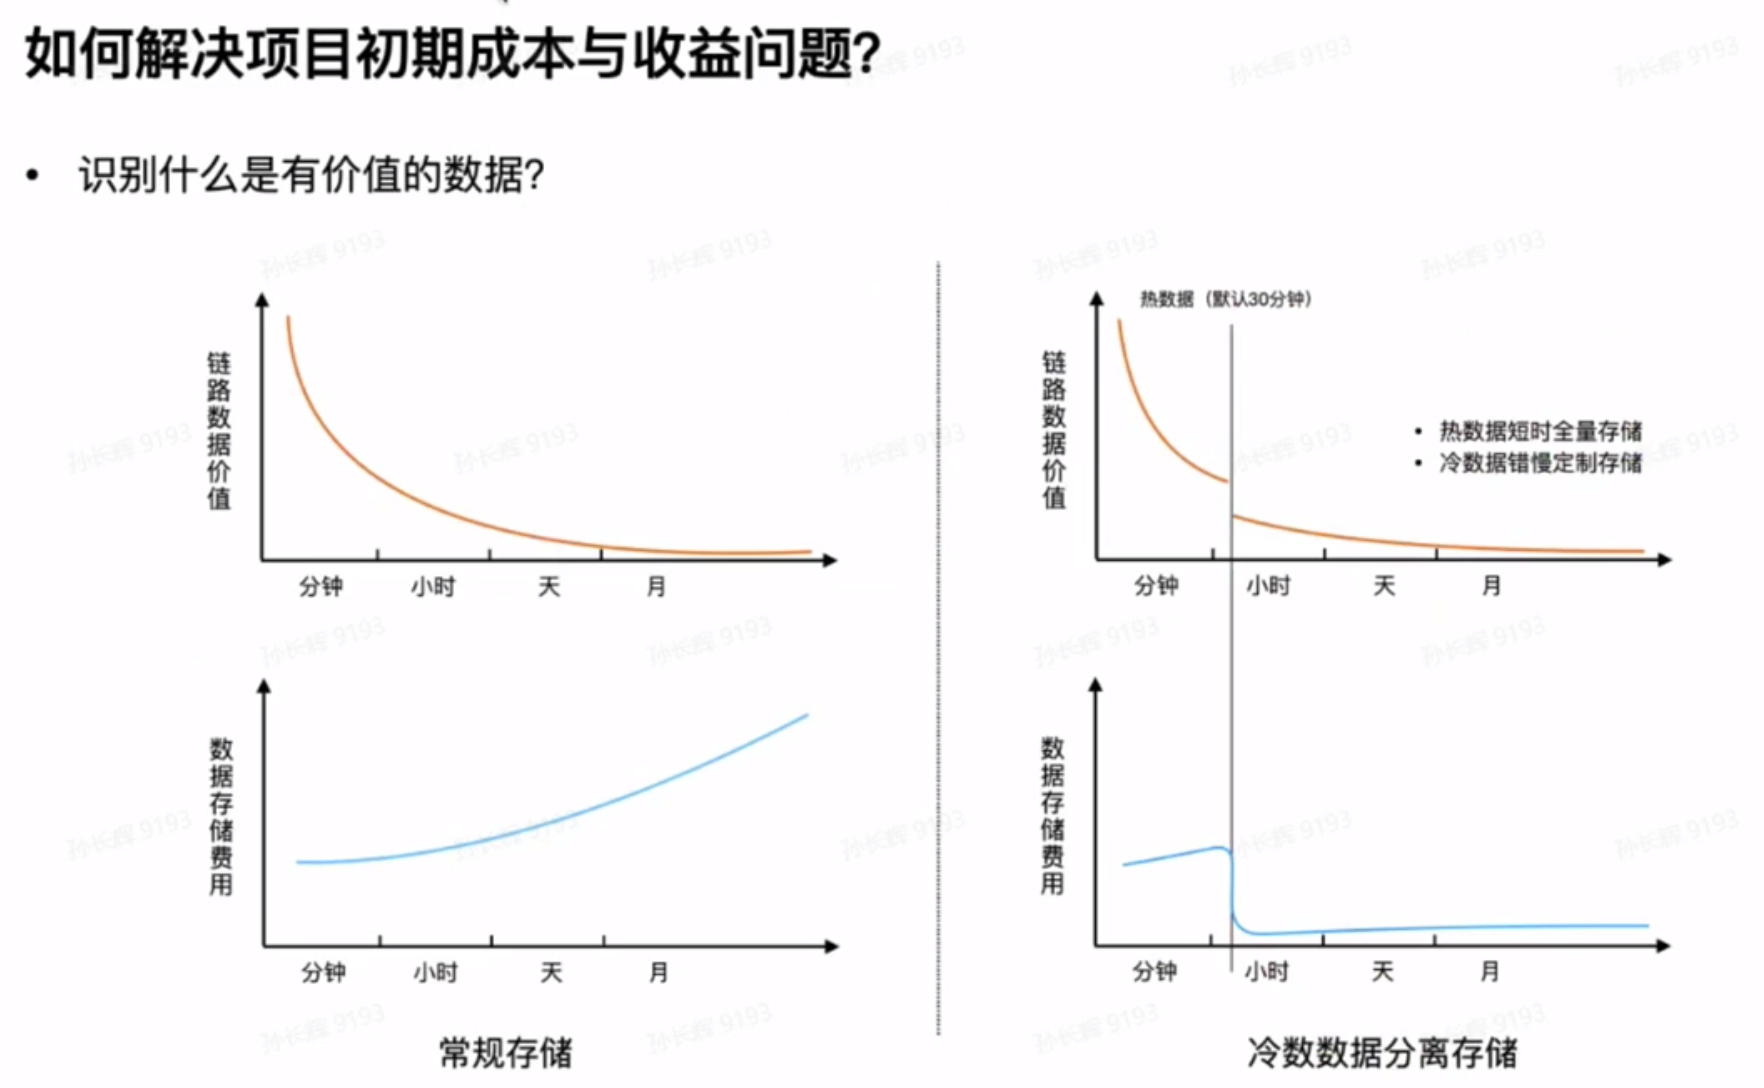 如何解决项目初期成本与收益问题?
• 识别什么是有价值的数据?
链路数据价值
分钟 小时 天 月
热数据（默认30分钟）
链路数据价值
• 热数据短时全量存储
• 冷数据错慢定制存储
分钟 小时 天 月
数据存储费用
分钟 小时 天 月
常规存储
数据存储费用
分钟 小时 天 月
冷数数据分离存储
孙长辉 9193